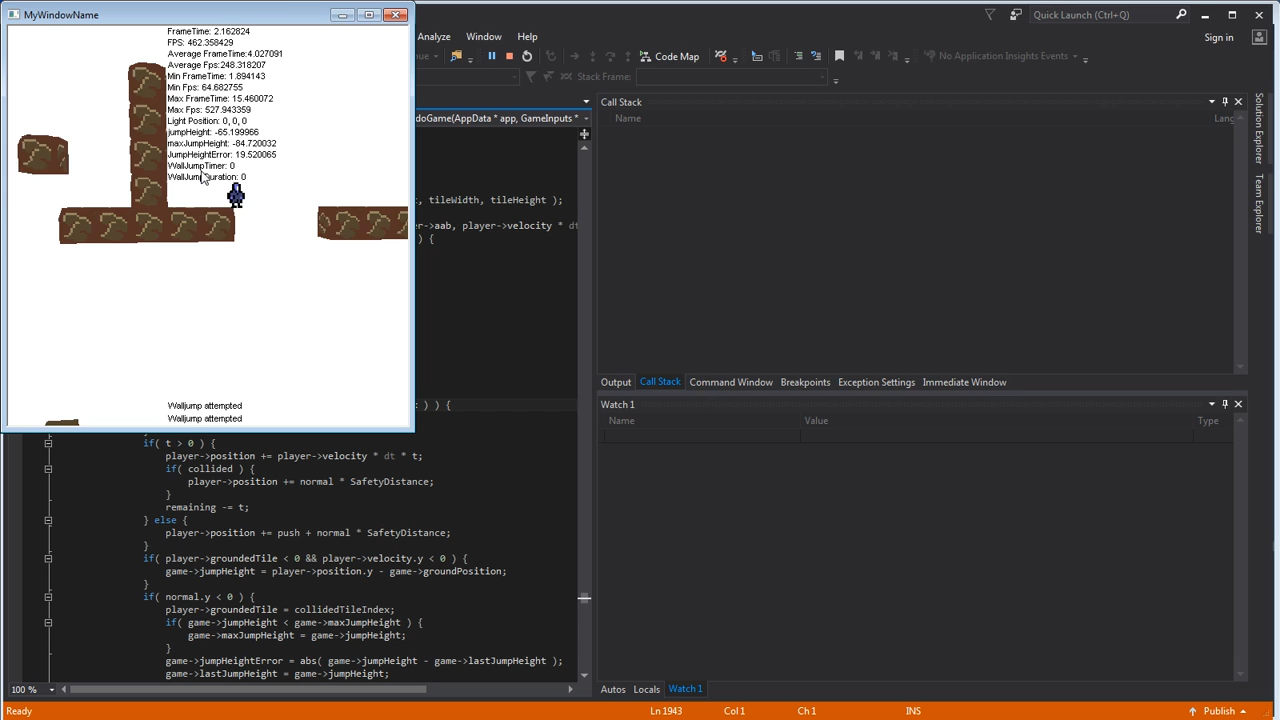 MyWindowName
FrameTime: 2.162824
FPS: 462.358429
Average FrameTime:4.027091
Average Fps:248.318207
Min FrameTime: 1.894143
Min Fps: 64.682755
Max FrameTime: 15.460072
Max Fps: 527.943359
Light Position: 0, 0, 0
jumpHeight: -65.199966
maxJumpHeight: -84.720032
JumpHeightError: 19.520065
WallJumpTimer: 0
0
Walljump attempted
Walljump attempted
Quick Launch (Ctrl+Q)
Analyze Window Help
Sign in
Code Map
No Application Insights Events
Stack Frame:
doGame(AppData * app, GameInputs *
, tileWidth, tileHeight );
>aab, player->velocity * dt
) {
: ) ) {
if( t > 0 ) {
player->position += player->velocity * dt * t;
if( collided ) {
player->position += normal * SafetyDistance;
}
remaining -= t;
} else {
player->position += push + normal * SafetyDistance;
}
if( player->groundedTile < 0 && player->velocity.y < 0 ) {
game->jumpHeight = player->position.y - game->groundPosition;
}
if( normal.y < 0 ) {
player->groundedTile = collidedTileIndex;
if( game->jumpHeight < game->maxJumpHeight ) {
game->maxJumpHeight = game->jumpHeight;
}
game->jumpHeightError = abs( game->jumpHeight - game->lastJumpHeight );
game->lastJumpHeight = game->jumpHeight;
100 %
Call Stack
Name Lang
Output Call Stack Command Window Breakpoints Exception Settings Immediate Window
Watch 1
Name Value Type
Autos Locals Watch 1
Solution Explorer
Team Explorer
Ready Ln 1943 Col 1 Ch 1 INS Publish